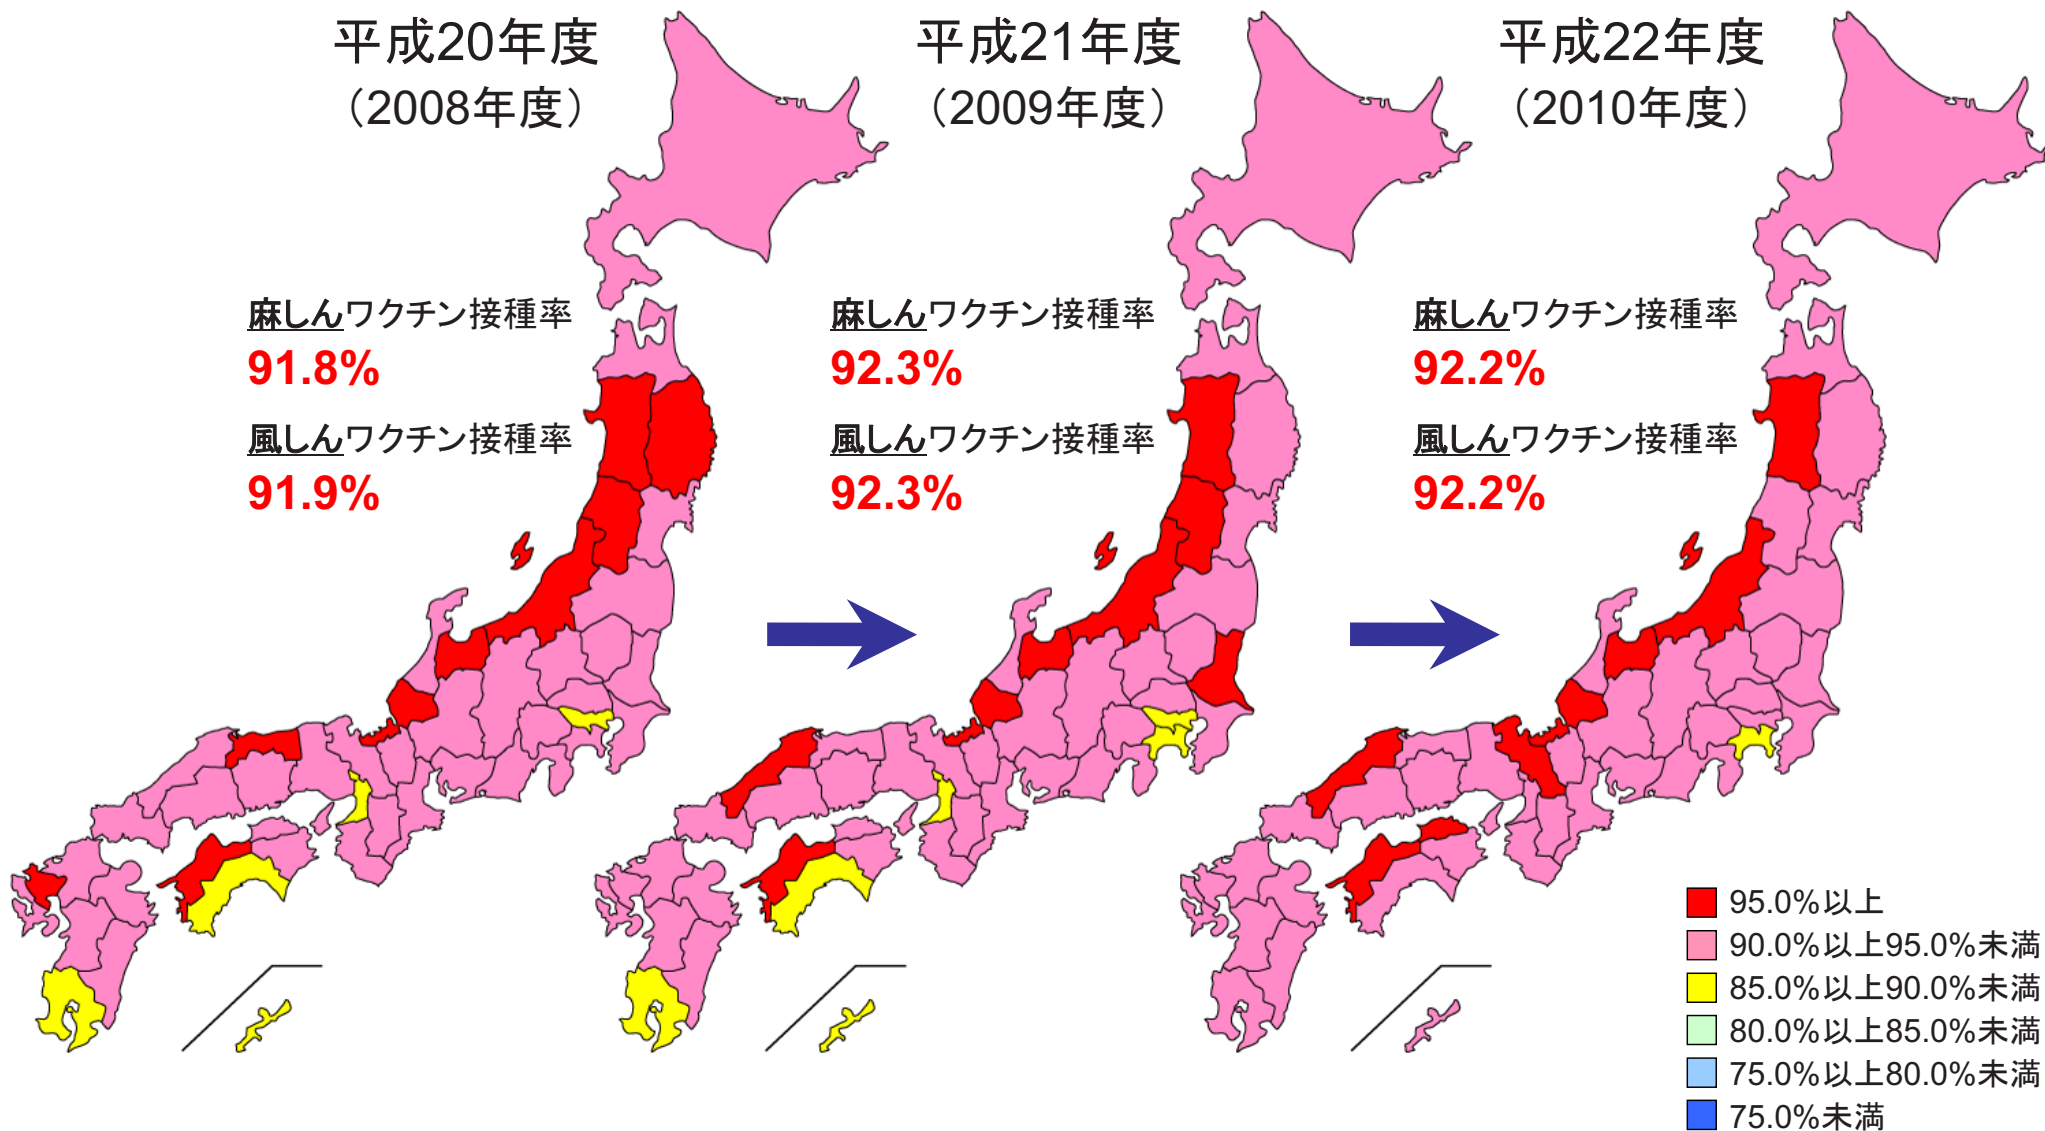 平成20年度
（2008年度）
麻しんワクチン接種率
91.8%
風しんワクチン接種率
91.9%
平成21年度
（2009年度）
麻しんワクチン接種率
92.3%
風しんワクチン接種率
92.3%
平成22年度
（2010年度）
麻しんワクチン接種率
92.2%
風しんワクチン接種率
92.2%
95.0%以上
90.0%以上95.0%未満
85.0%以上90.0%未満
80.0%以上85.0%未満
75.0%以上80.0%未満
75.0%未満